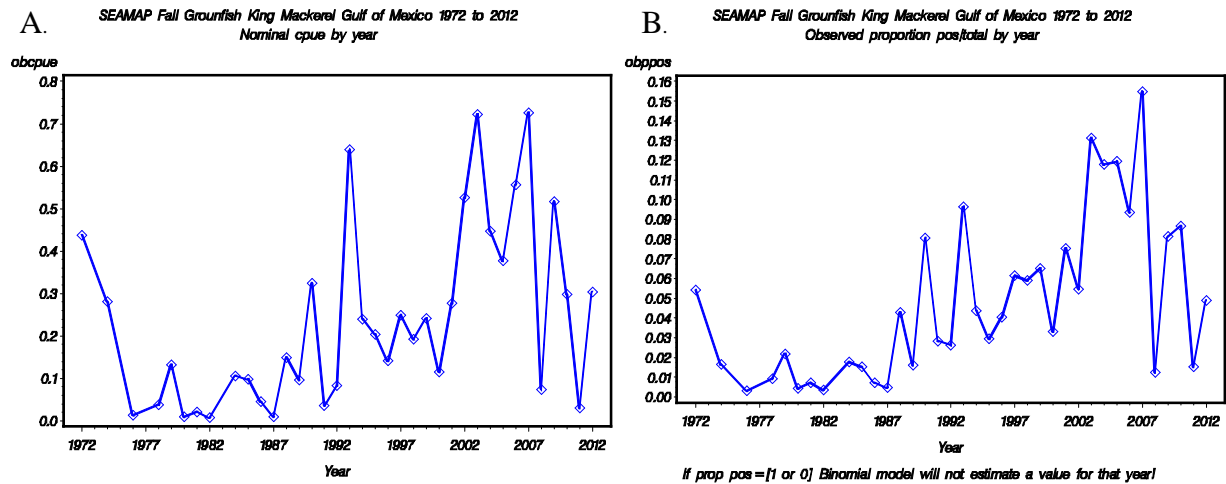 A.
SEAMAP Fall Grounfish King Mackerel Gulf of Mexico 1972 to 2012
Nominal cpue by year
obcpue
0.8
0.7
0.6
0.5
0.4
0.3
0.2
0.1
0.0
1972 1977 1982 1987 1992 1997 2002 2007 2012
Year
B.
SEAMAP Fall Grounfish King Mackerel Gulf of Mexico 1972 to 2012
Observed proportion pos/total by year
obppos
0.16
0.15
0.14
0.13
0.12
0.11
0.10
0.09
0.08
0.07
0.06
0.05
0.04
0.03
0.02
0.01
0.00
1972 1977 1982 1987 1992 1997 2002 2007 2012
Year
If prop pos=[1 or 0] Binomial model will not estimate a value for that year!